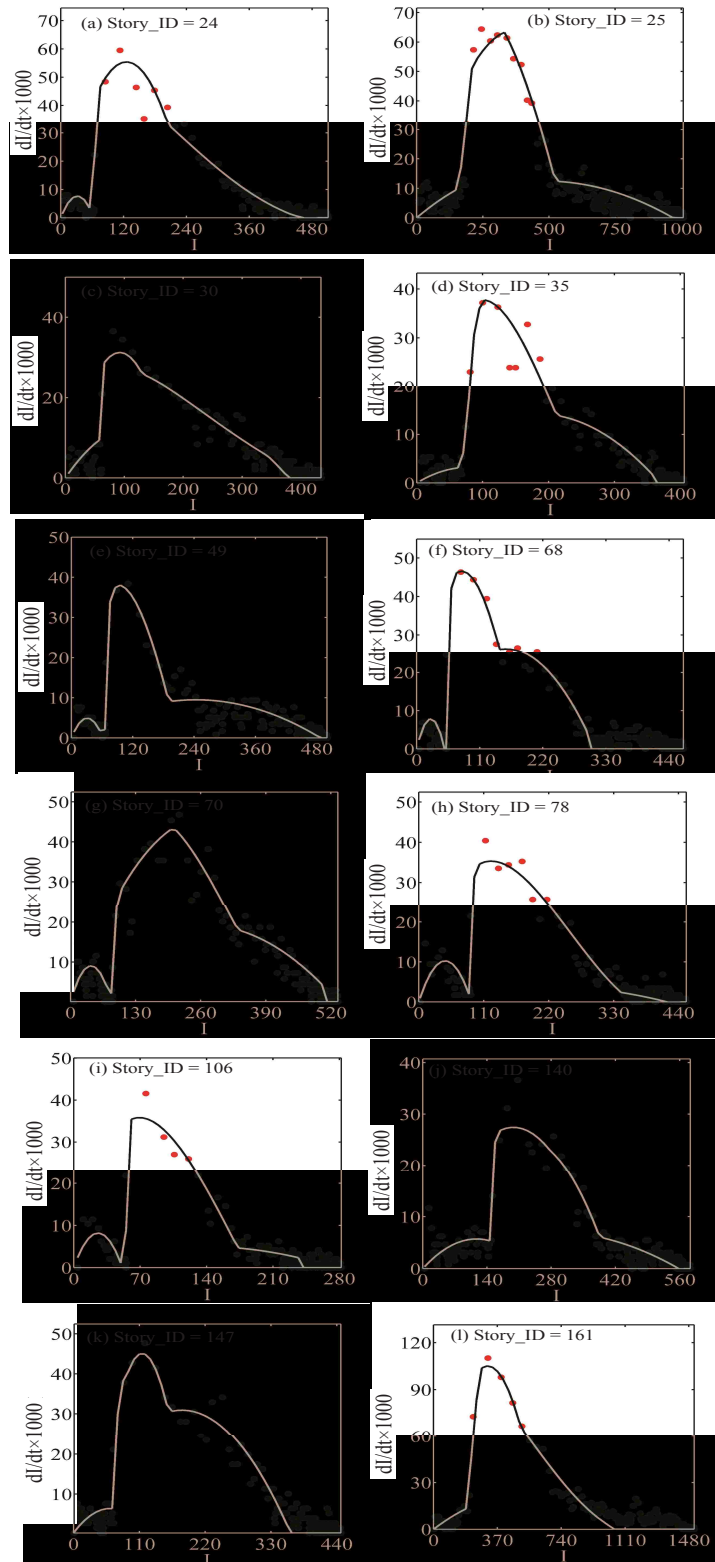 (a) Story_ID = 24
dI/dt×1000
70
60
50
40
30
20
10
0
0 120 240 360 480
I
(b) Story_ID = 25
dI/dt×1000
70
60
50
40
30
20
10
0
0 250 500 750 1000
I
(c) Story_ID = 30
dI/dt×1000
40
30
20
10
0
0 100 200 300 400
I
(d) Story_ID = 35
dI/dt×1000
40
30
20
10
0
0 100 200 300 400
I
(e) Story_ID = 49
dI/dt×1000
50
40
30
20
10
0 120 240 360 480
I
(f) Story_ID = 68
dI/dt×1000
50
40
30
20
10
0
0 110 220 330 440
I
(g) Story_ID = 70
dI/dt×1000
50
40
30
20
10
0
0 130 260 390 520
I
(h) Story_ID = 78
dI/dt×1000
50
40
30
20
10
0
0 110 220 330 440
I
(i) Story_ID = 106
dI/dt×1000
50
40
30
20
10
0
0 70 140 210 280
I
(j) Story_ID = 140
dI/dt×1000
40
30
20
10
0
0 140 280 420 560
I
(k) Story_ID = 147
dI/dt×1000
50
40
30
20
10
0 110 220 330 440
I
(l) Story_ID = 161
dI/dt×1000
120
90
60
30
0
0 370 740 1110 1480
I